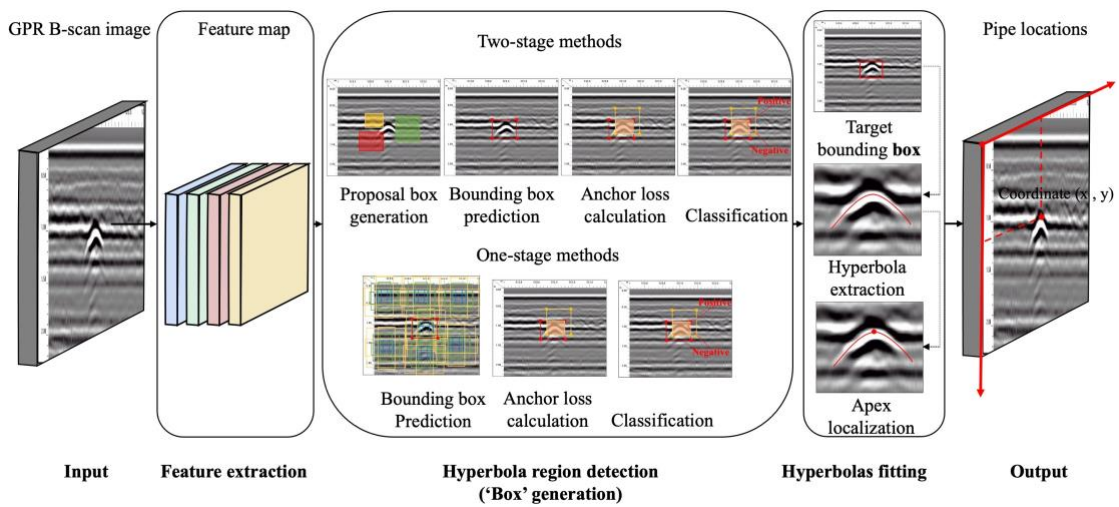 GPR B-scan image
Feature map
Two-stage methods
Positive
Negative
Proposal box
generation
Bounding box
prediction
Anchor loss
calculation
Classification
One-stage methods
Positive
Negative
Bounding box
Prediction
Anchor loss
calculation
Classification
Target
bounding box
Hyperbola
extraction
Apex
localization
Pipe locations
Coordinate (x , y)
Input
Feature extraction
Hyperbola region detection
(‘Box’ generation)
Hyperbolas fitting
Output